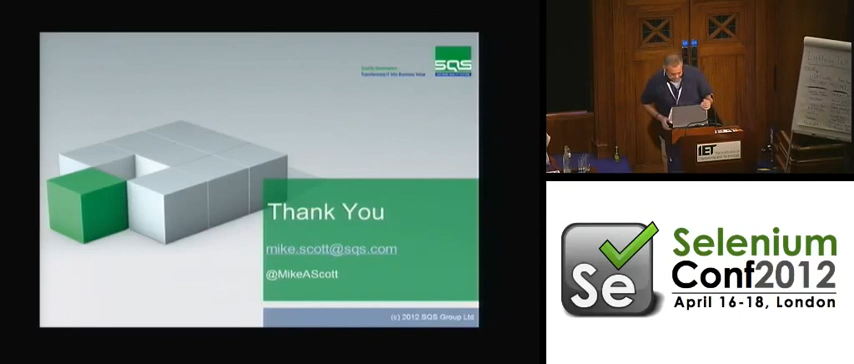 SQS
Thank You
mike.scott@sqs.com
@MikeAScott
(c) 2012 SQS Group Ltd
IET
Se
Selenium
Conf2012
April 16-18, London